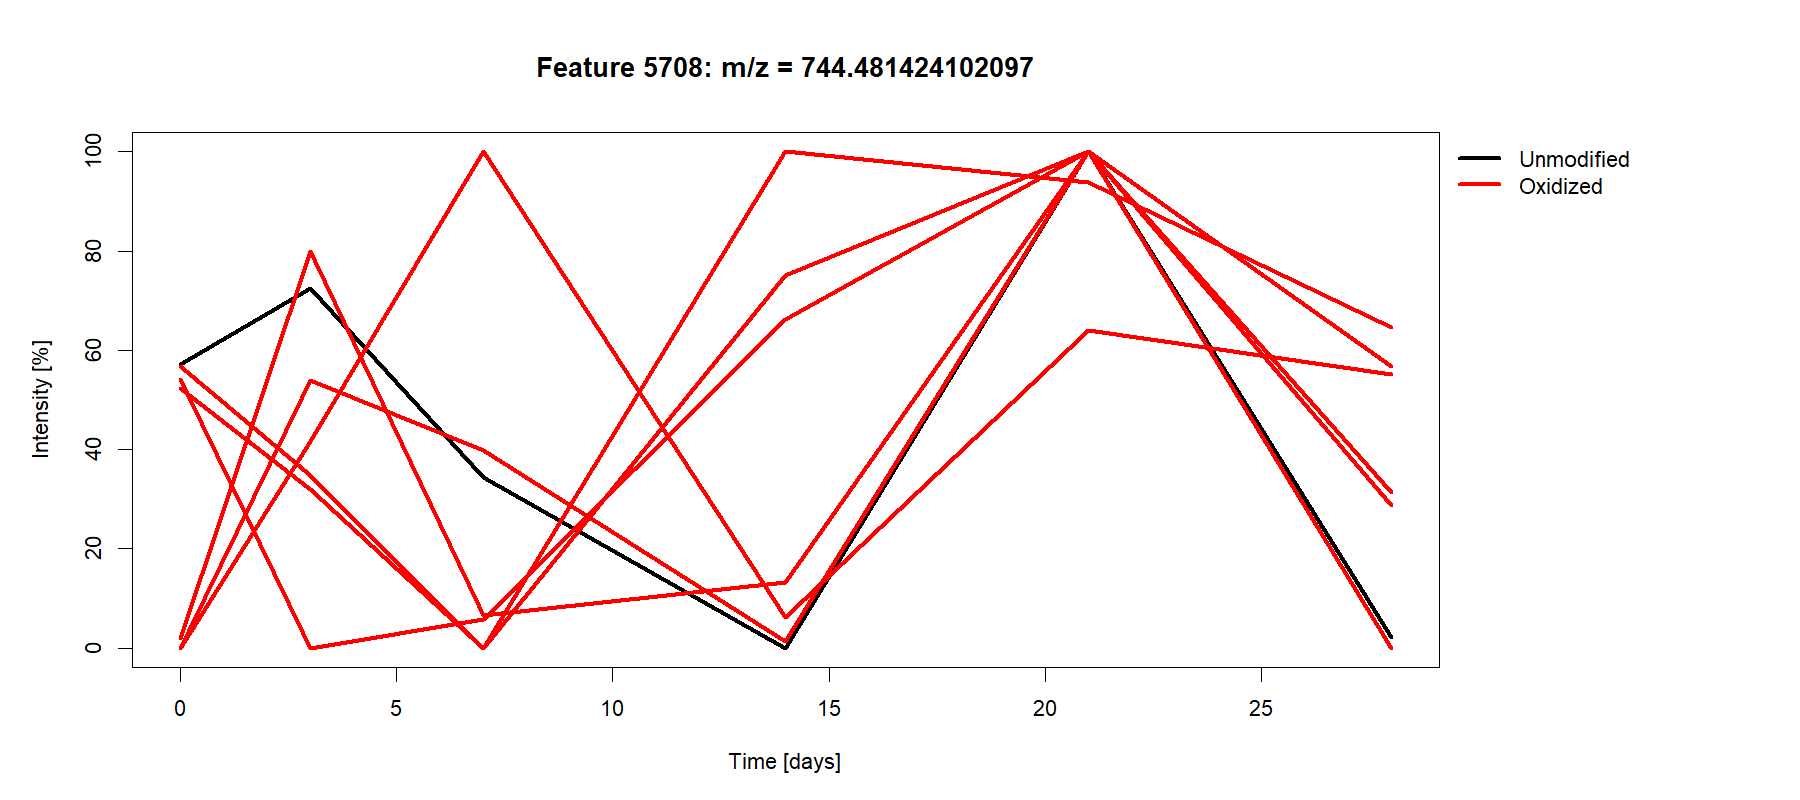 Feature 5708: m/z = 744.481424102097
Unmodified
Oxidized
100
80
60
40
20
0
Intensity [%]
0 5 10 15 20 25
Time [days]